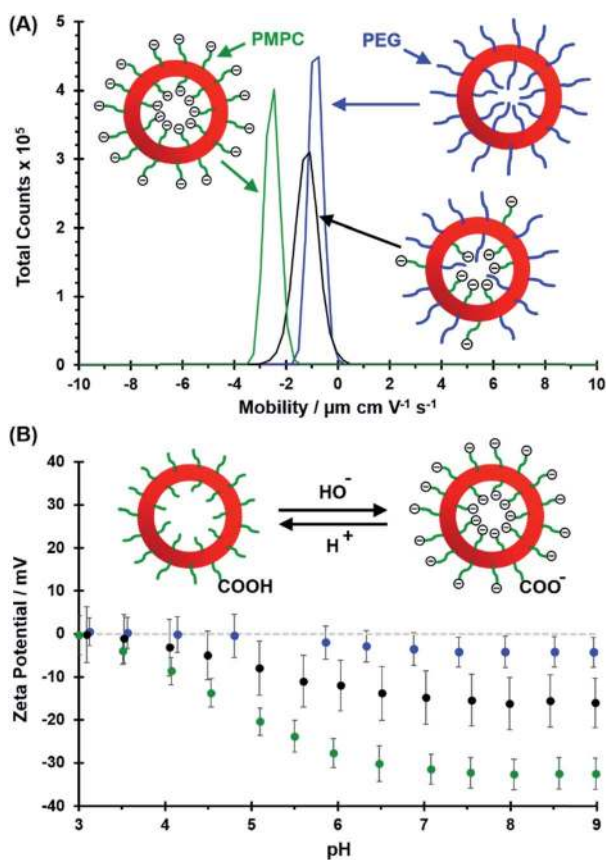 (A)
PMPC
PEG
Total Counts x 10⁵
5
4
3
2
1
0
-10 -8 -6 -4 -2 0 2 4 6 8 10
Mobility / µm cm V⁻¹ s⁻¹
(B)
HO⁻
H⁺
COOH
COO⁻
Zeta Potential / mV
40
30
20
10
0
-10
-20
-30
-40
3 4 5 6 7 8 9
pH